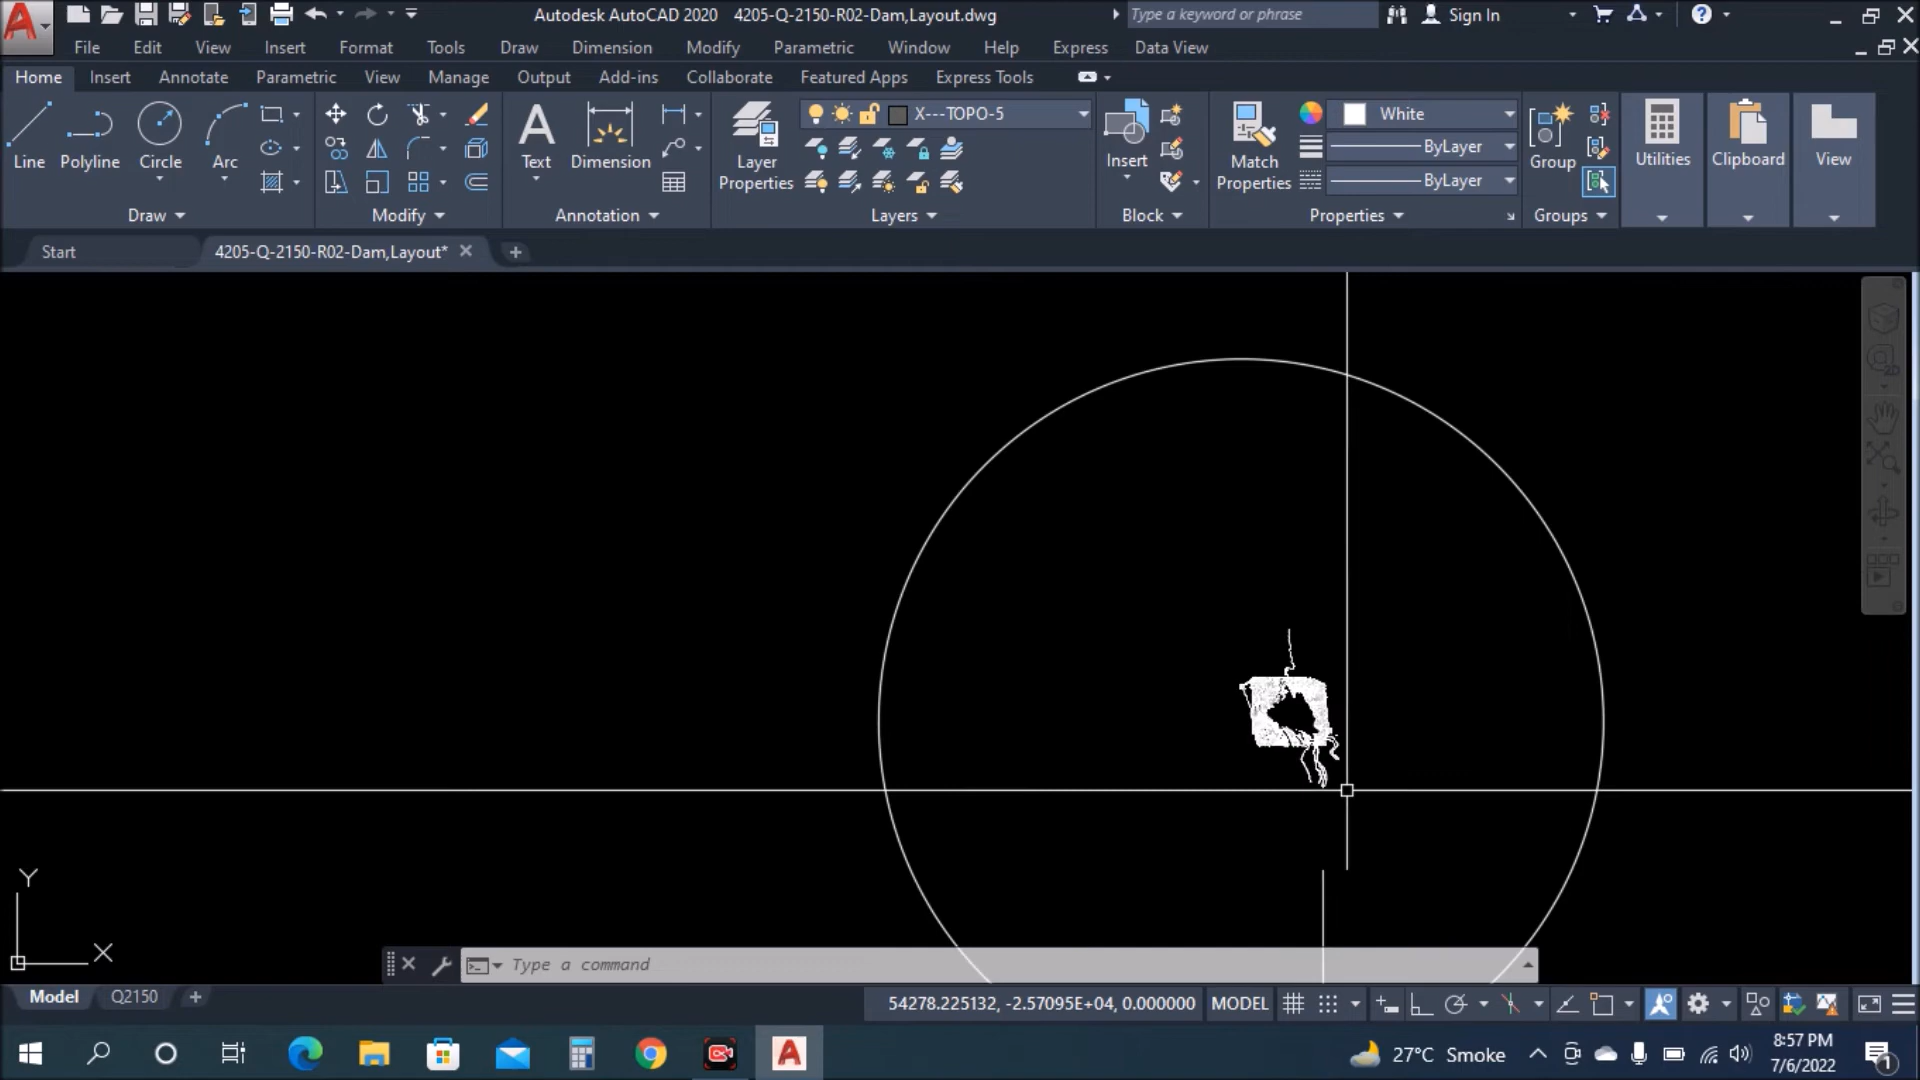 Autodesk AutoCAD 2020 4205-Q-2150-R02-Dam,Layout.dwg Type a keyword or phrase Sign In
File Edit View Insert Format Tools Draw Dimension Modify Parametric Window Help Express Data View
Home Insert Annotate Parametric View Manage Output Add-ins Collaborate Featured Apps Express Tools
X---TOPO-5 White
Line Polyline Circle Arc Text Dimension Layer Properties Insert Match Properties ByLayer Group Utilities Clipboard View
ByLayer
Draw Modify Annotation Layers Block Properties Groups
Start 4205-Q-2150-R02-Dam,Layout*
Y
X
Type a command
Model Q2150 54278.225132, -2.57095E+04, 0.000000 MODEL
27°C Smoke 8:57 PM
7/6/2022 1